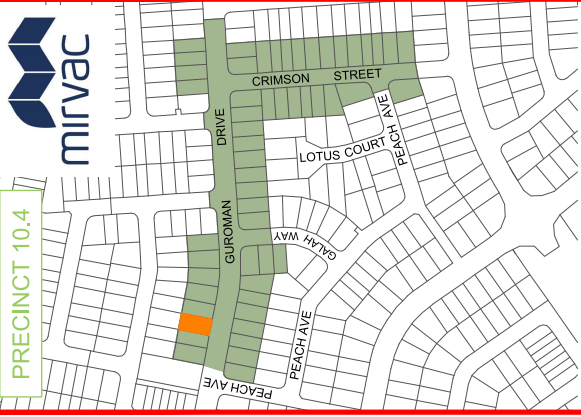 mirvac
PRECINCT 10.4
CRIMSON STREET
GUROMAN DRIVE
PEACH AVE
LOTUS COURT
GALAH WAY
PEACH AVE
PEACH AVE